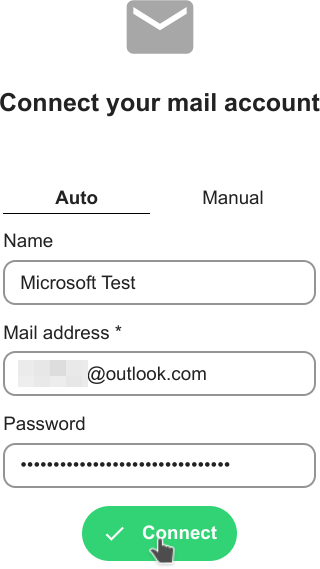 Connect your mail account
Auto Manual
Name
Microsoft Test
Mail address *
@outlook.com
Password
••••••••••••••••••••••••••••••••
Connect